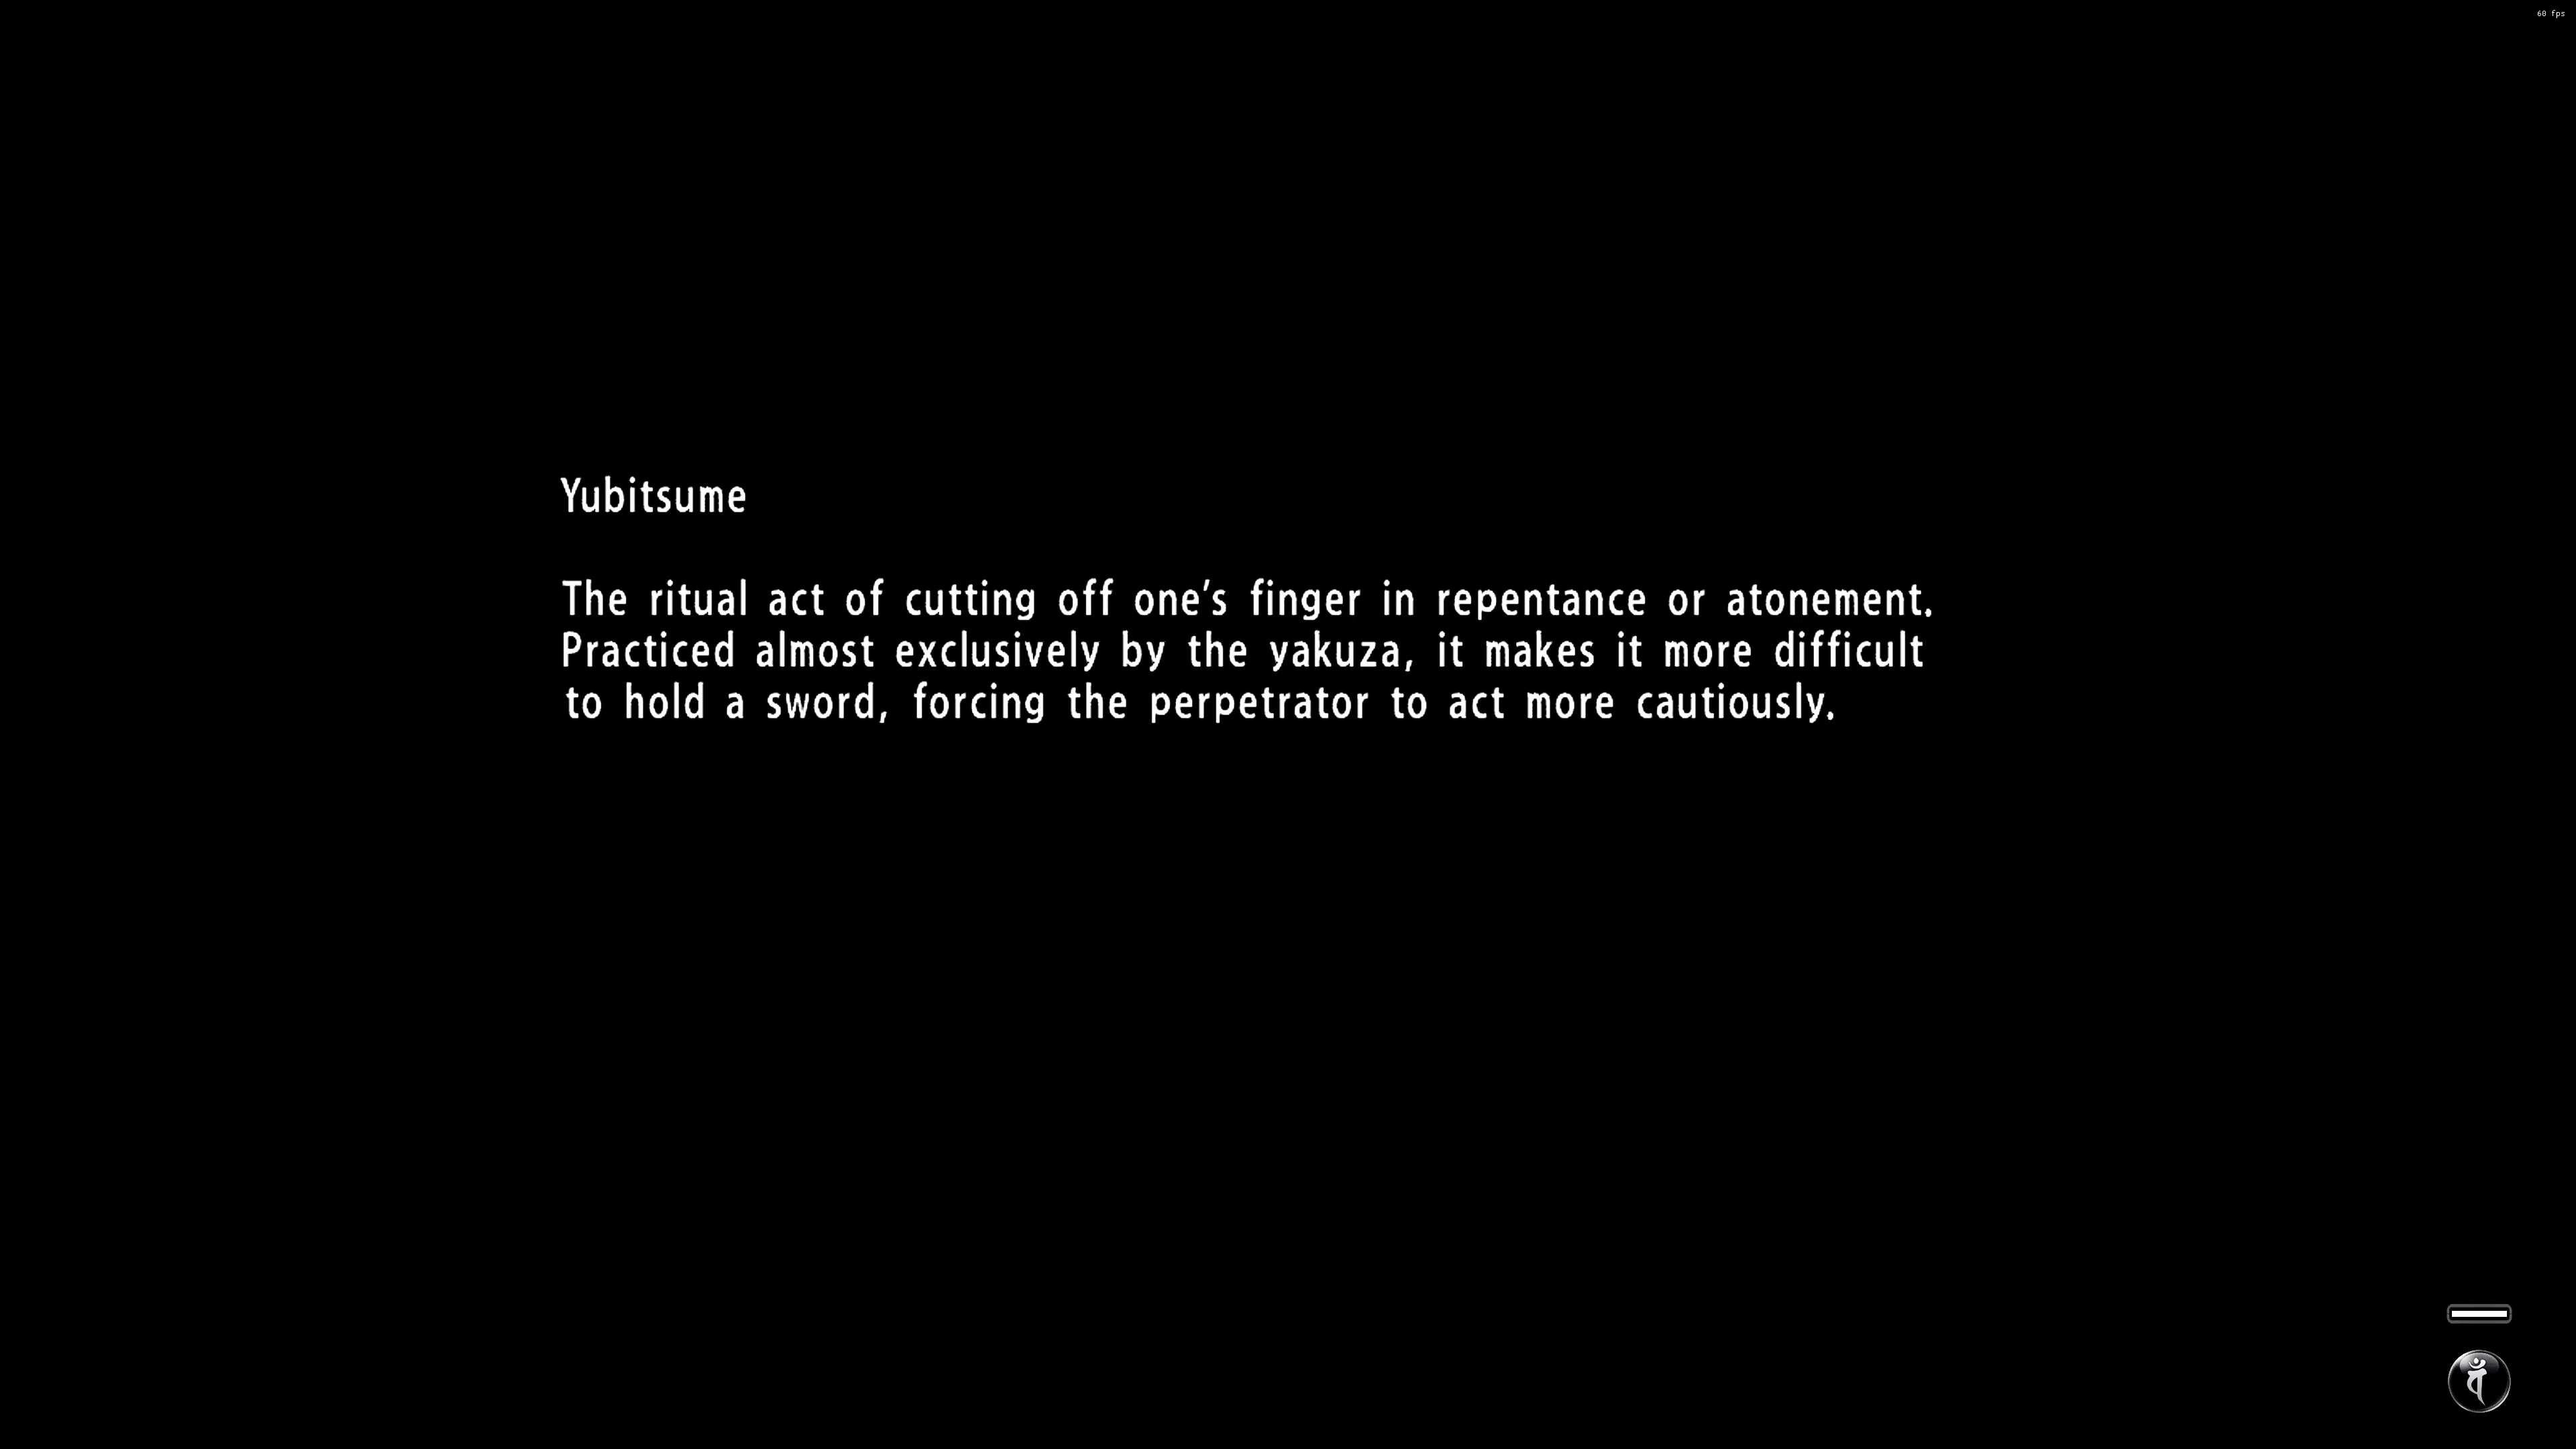 60 fps
Yubitsume
The ritual act of cutting off one’s finger in repentance or atonement.
Practiced almost exclusively by the yakuza, it makes it more difficult
to hold a sword, forcing the perpetrator to act more cautiously.